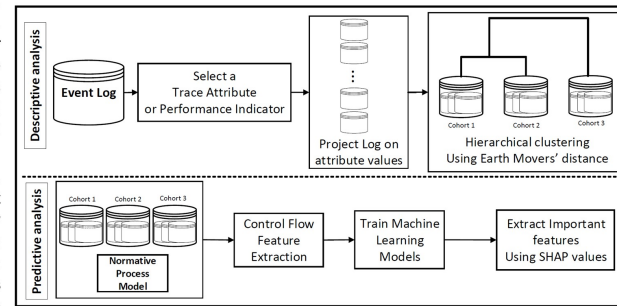 Descriptive analysis
Event Log
Select a
Trace Attribute
or Performance Indicator
Project Log on
attribute values
Cohort 1
Cohort 2
Cohort 3
Hierarchical clustering
Using Earth Movers' distance
Predictive analysis
Cohort 1
Cohort 2
Cohort 3
Normative
Process
Model
Control Flow
Feature
Extraction
Train Machine
Learning
Models
Extract Important
features
Using SHAP values